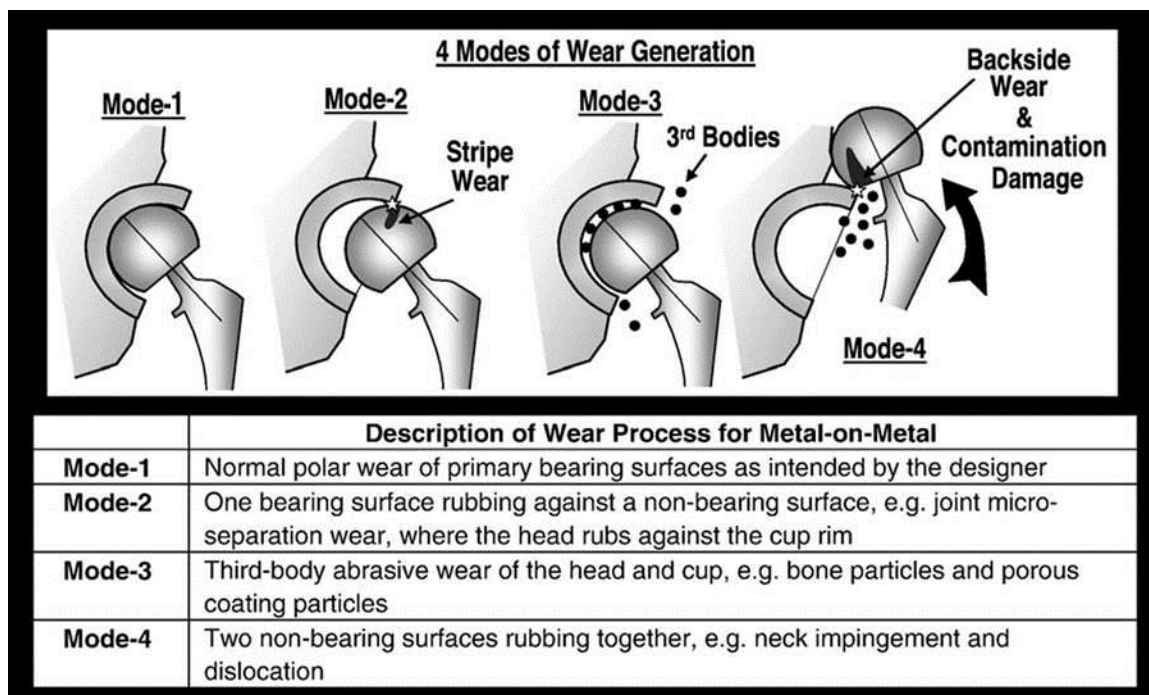 4 Modes of Wear Generation
Mode-1
Mode-2
Mode-3
Stripe
Wear
3rd Bodies
Backside
Wear
&
Contamination
Damage
Mode-4
Description of Wear Process for Metal-on-Metal
Mode-1 Normal polar wear of primary bearing surfaces as intended by the designer
Mode-2 One bearing surface rubbing against a non-bearing surface, e.g. joint micro-
separation wear, where the head rubs against the cup rim
Mode-3 Third-body abrasive wear of the head and cup, e.g. bone particles and porous
coating particles
Mode-4 Two non-bearing surfaces rubbing together, e.g. neck impingement and
dislocation